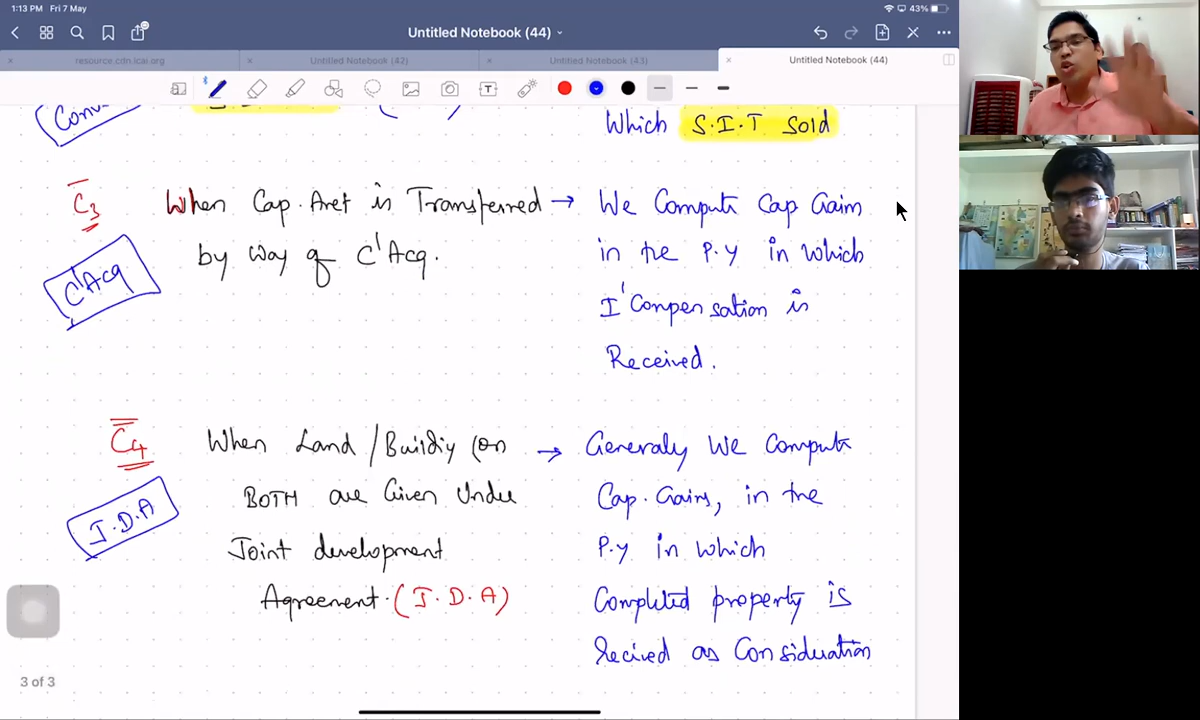 1:13 PM Fri 7 May
43%
Untitled Notebook (44)
resource.cdn.icai.org
Untitled Notebook (42)
Untitled Notebook (43)
Untitled Notebook (44)
Which S.I.T Sold
C3
When Cap. Asset is Transferred → We Compute Cap Gain
by way of C'Acq.
in the P.Y in which
C'Acq
I'Compensation is
Received.
C4
When Land/Buildiy (or → Generaly We Compute
BOTH are Given Under
Cap. Gains, in the
J.D.A
Joint development
P.Y in which
Agreement. (J.D.A)
Completed property is
Recived as Consideration
3 of 3